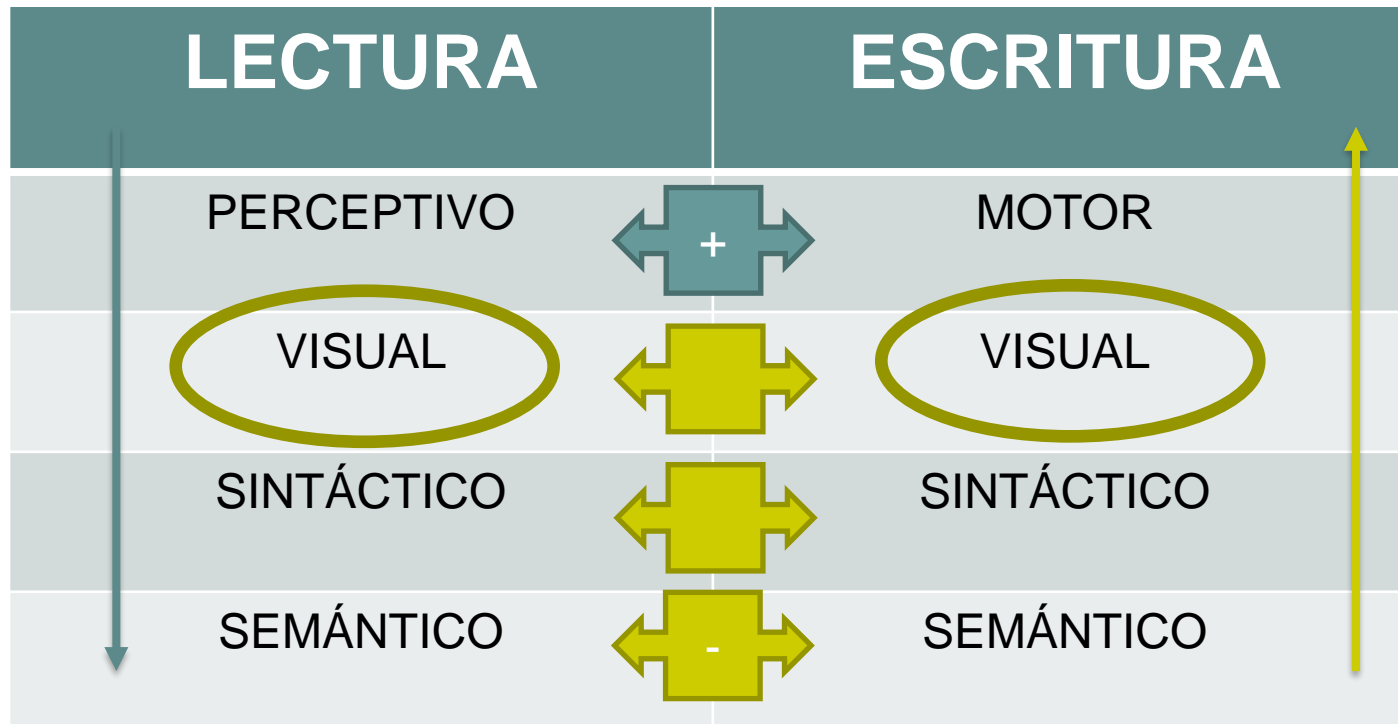 LECTURA ESCRITURA
PERCEPTIVO + MOTOR
VISUAL VISUAL
SINTÁCTICO SINTÁCTICO
SEMÁNTICO - SEMÁNTICO